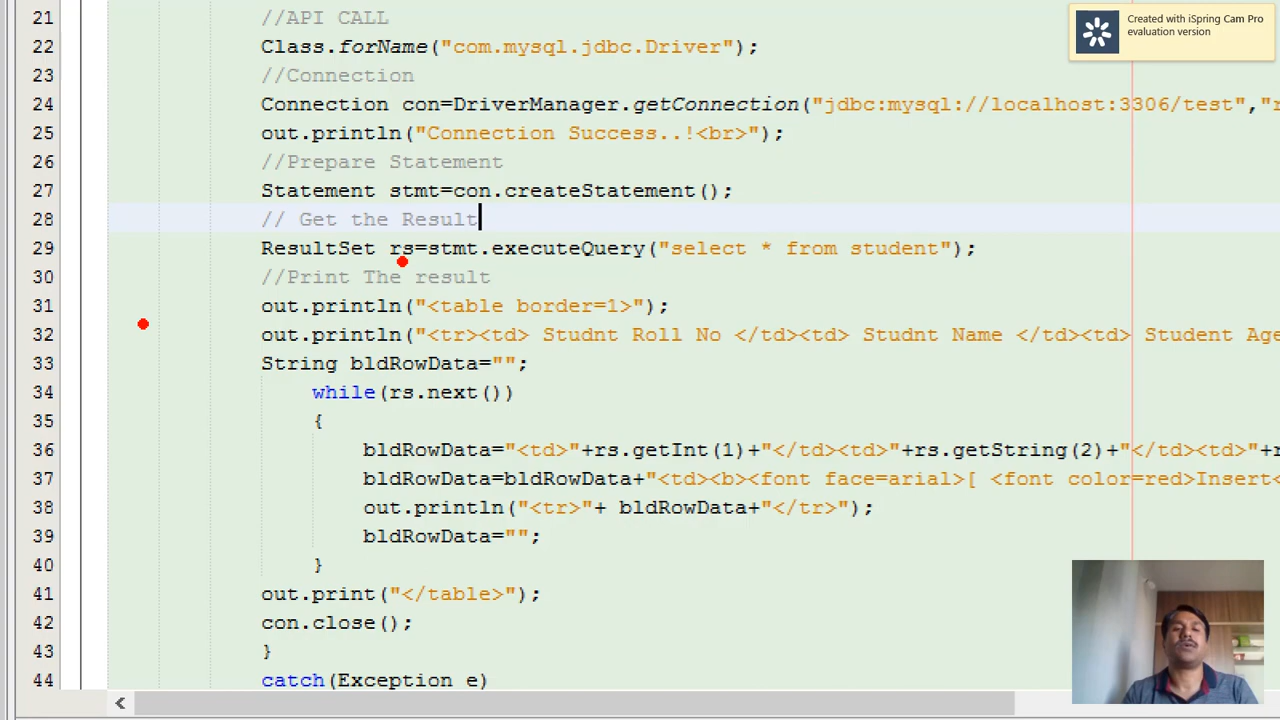 Created with iSpring Cam Pro
evaluation version
21 //API CALL
22 Class.forName("com.mysql.jdbc.Driver");
23 //Connection
24 Connection con=DriverManager.getConnection("jdbc:mysql://localhost:3306/test","r
25 out.println("Connection Success..!<br>");
26 //Prepare Statement
27 Statement stmt=con.createStatement();
28 // Get the Result
29 ResultSet rs=stmt.executeQuery("select * from student");
30 //Print The result
31 out.println("<table border=1>");
32 out.println("<tr><td> Studnt Roll No </td><td> Studnt Name </td><td> Student Age
33 String bldRowData="";
34 while(rs.next())
35 {
36 bldRowData="<td>"+rs.getInt(1)+"</td><td>"+rs.getString(2)+"</td><td>"+r
37 bldRowData=bldRowData+"<td><b><font face=arial>[ <font color=red>Insert<
38 out.println("<tr>"+ bldRowData+"</tr>");
39 bldRowData="";
40 }
41 out.print("</table>");
42 con.close();
43 }
44 catch(Exception e)